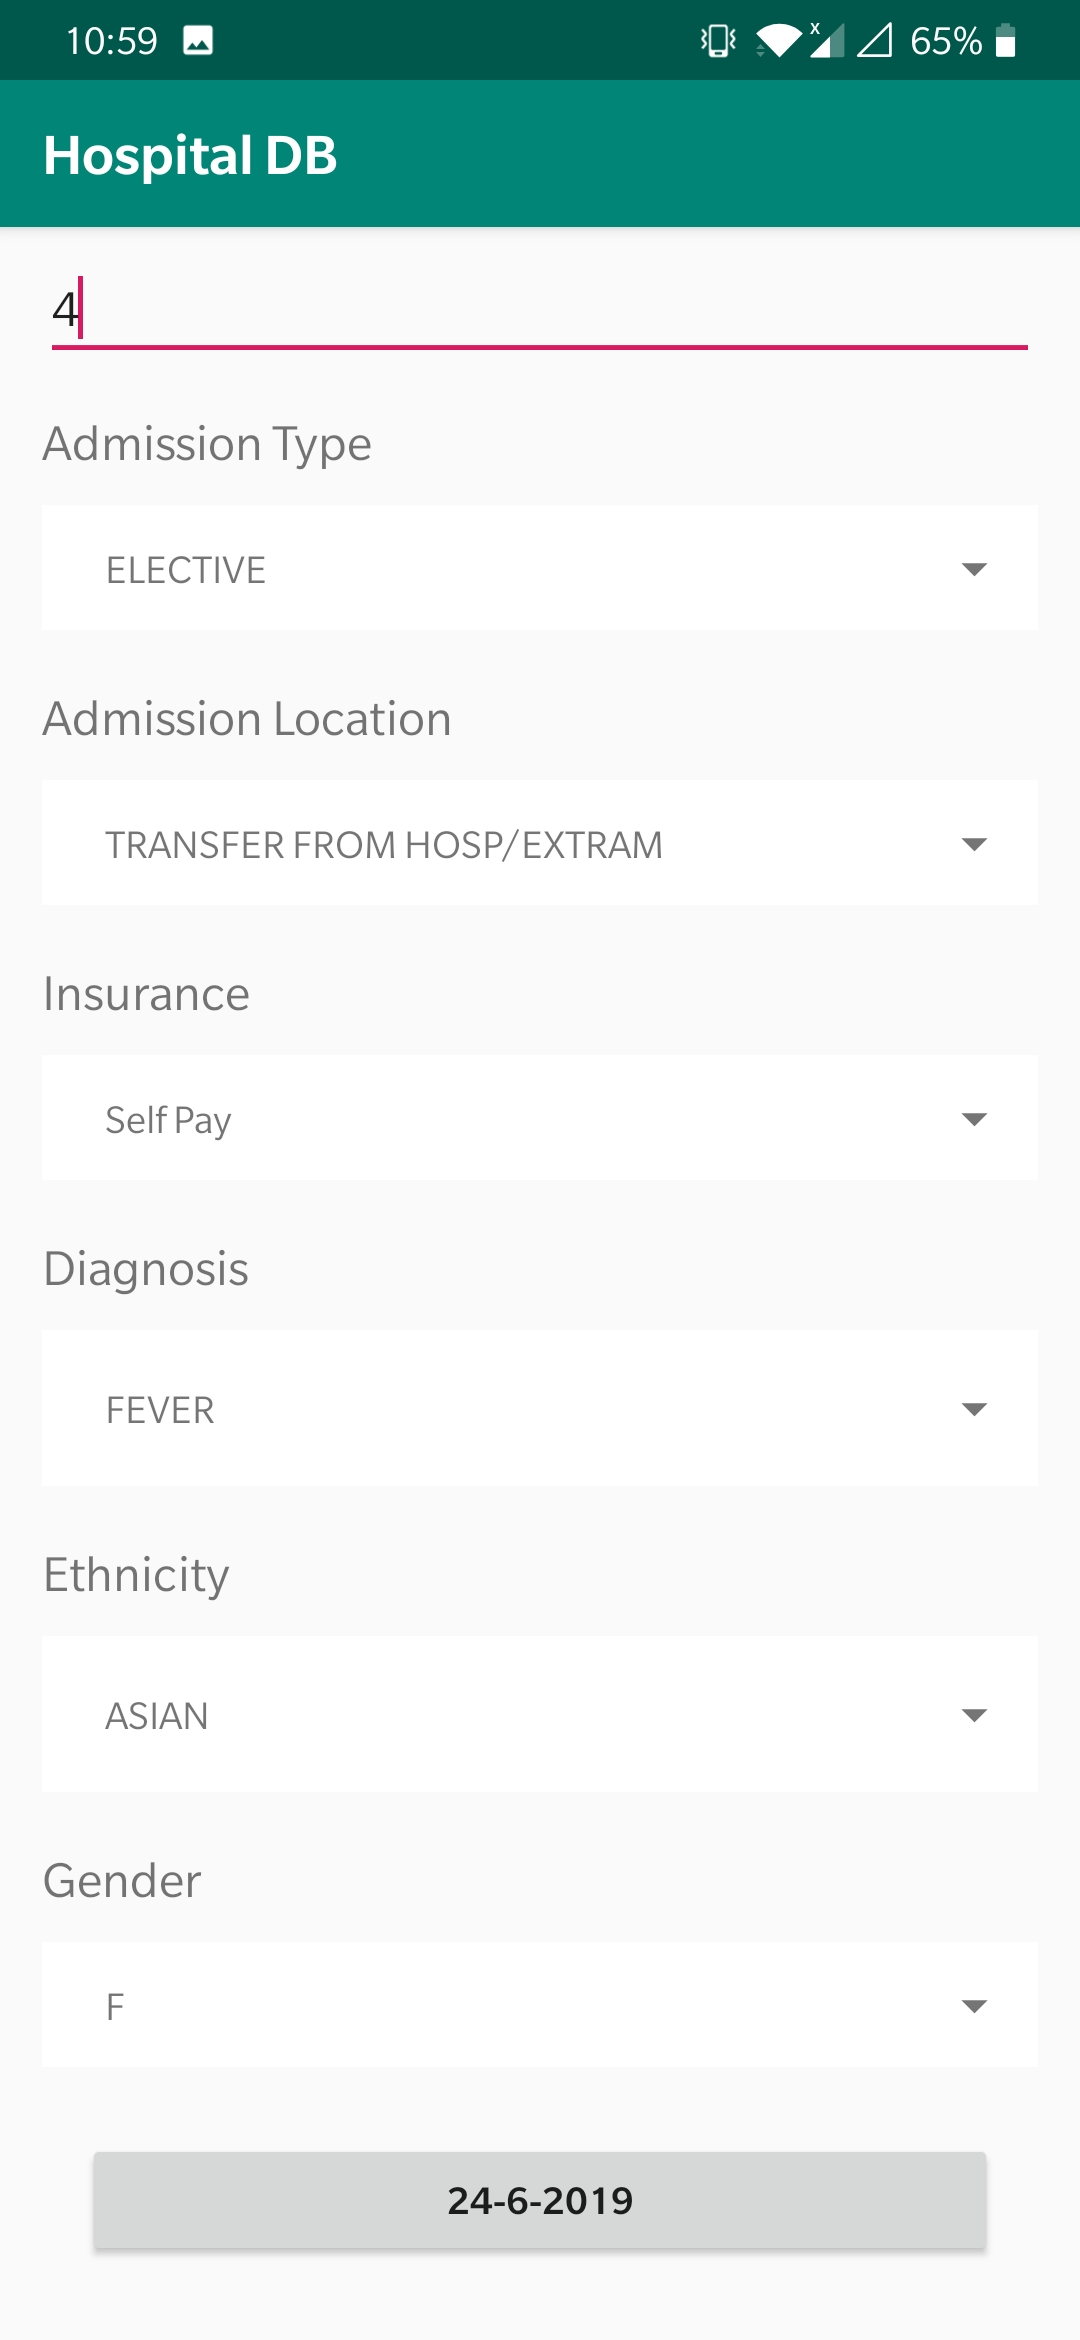 10:59 65%
Hospital DB
4
Admission Type
ELECTIVE
Admission Location
TRANSFER FROM HOSP/EXTRAM
Insurance
Self Pay
Diagnosis
FEVER
Ethnicity
ASIAN
Gender
F
24-6-2019